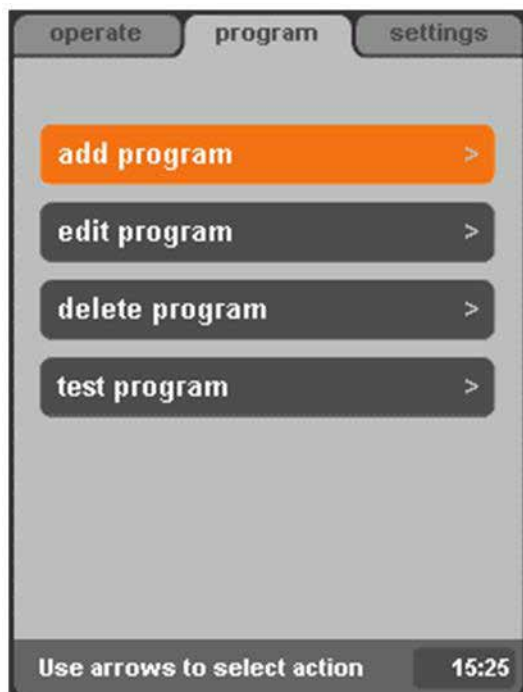 operate program settings
add program >
edit program >
delete program >
test program >
Use arrows to select action 15:25